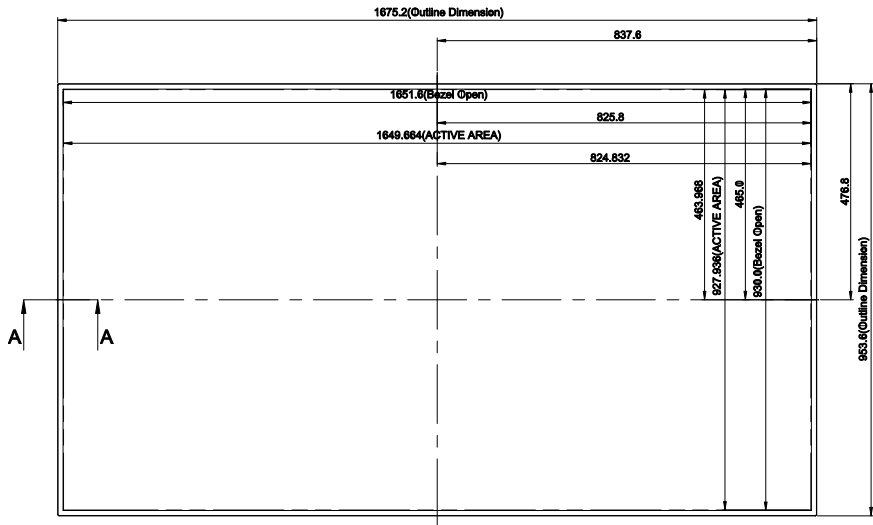 1675.2(Outline Dimension)
837.6
1651.6(Bezel Open)
825.8
1649.664(ACTIVE AREA)
824.832
463.968
927.936(ACTIVE AREA)
465.0
930.0(Bezel Open)
476.8
953.6(Outline Dimension)
A
A